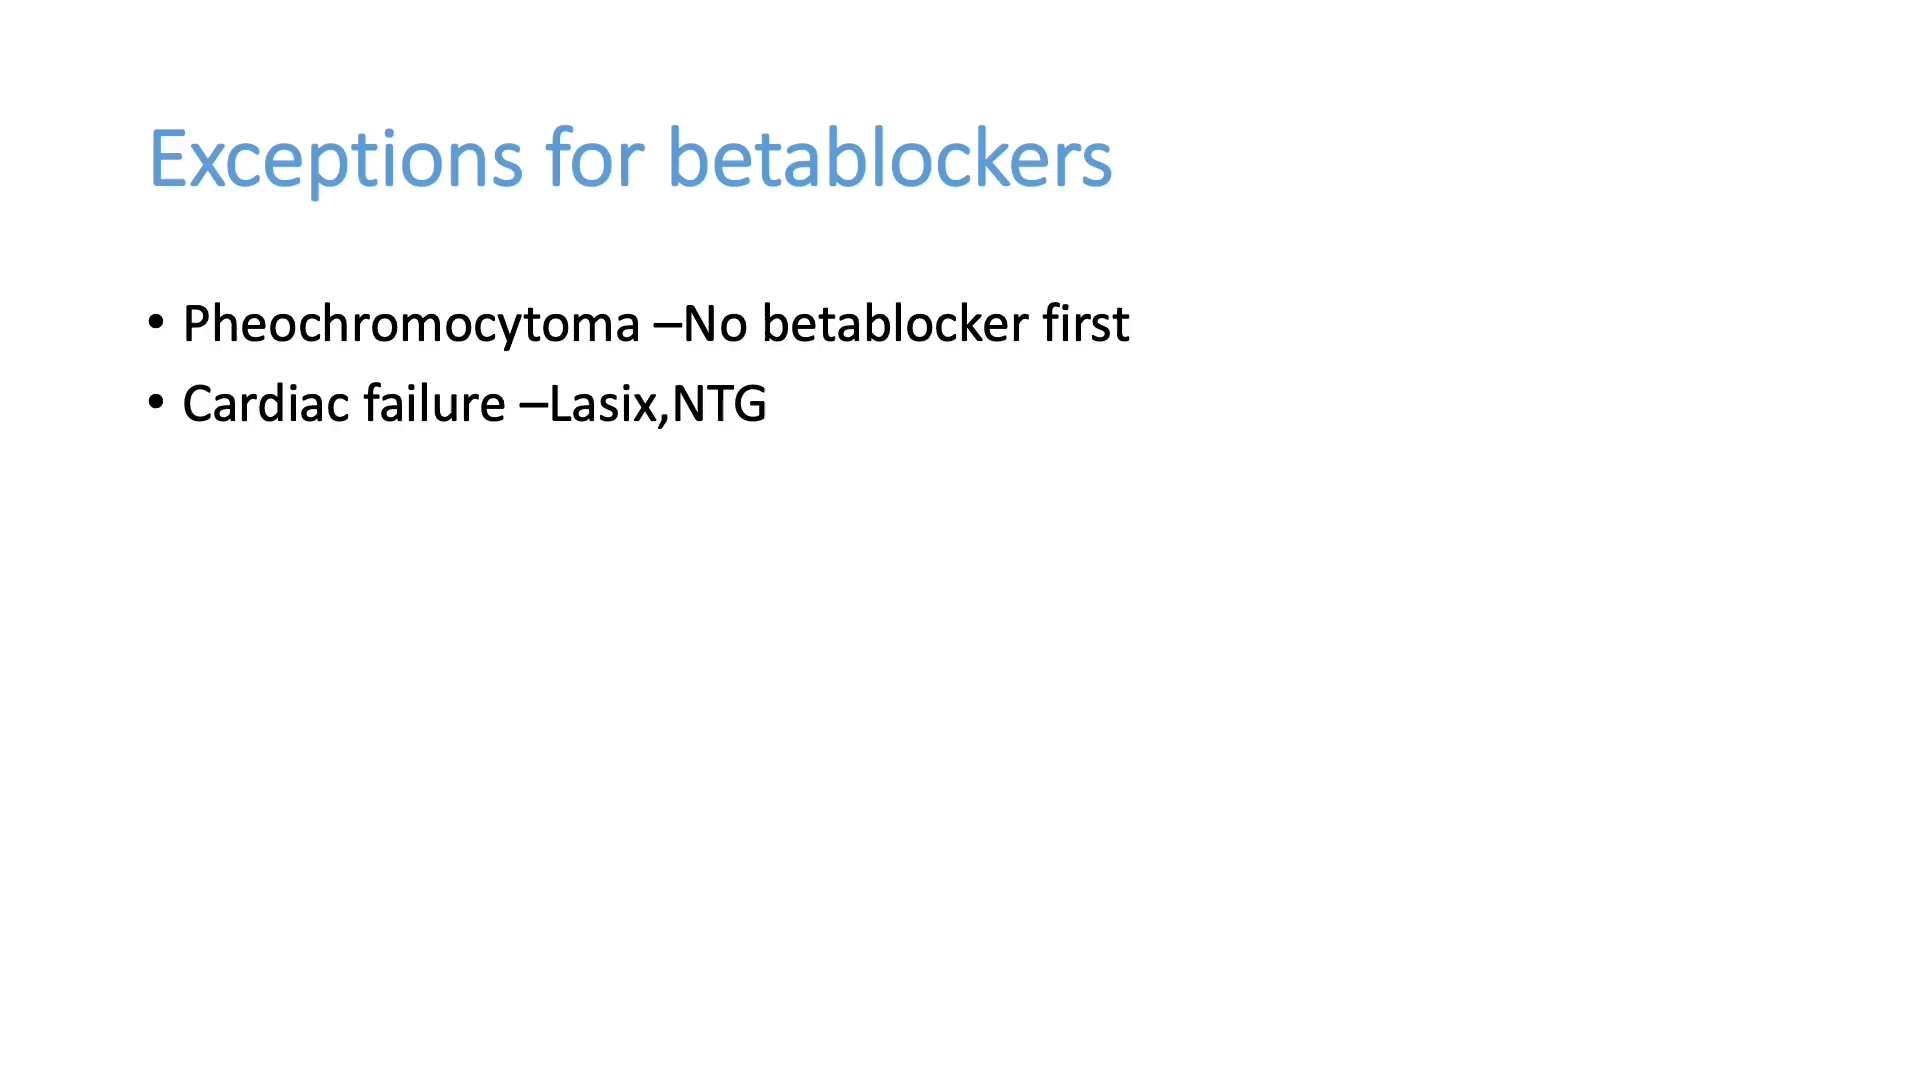 Exceptions for betablockers
• Pheochromocytoma –No betablocker first
• Cardiac failure –Lasix,NTG